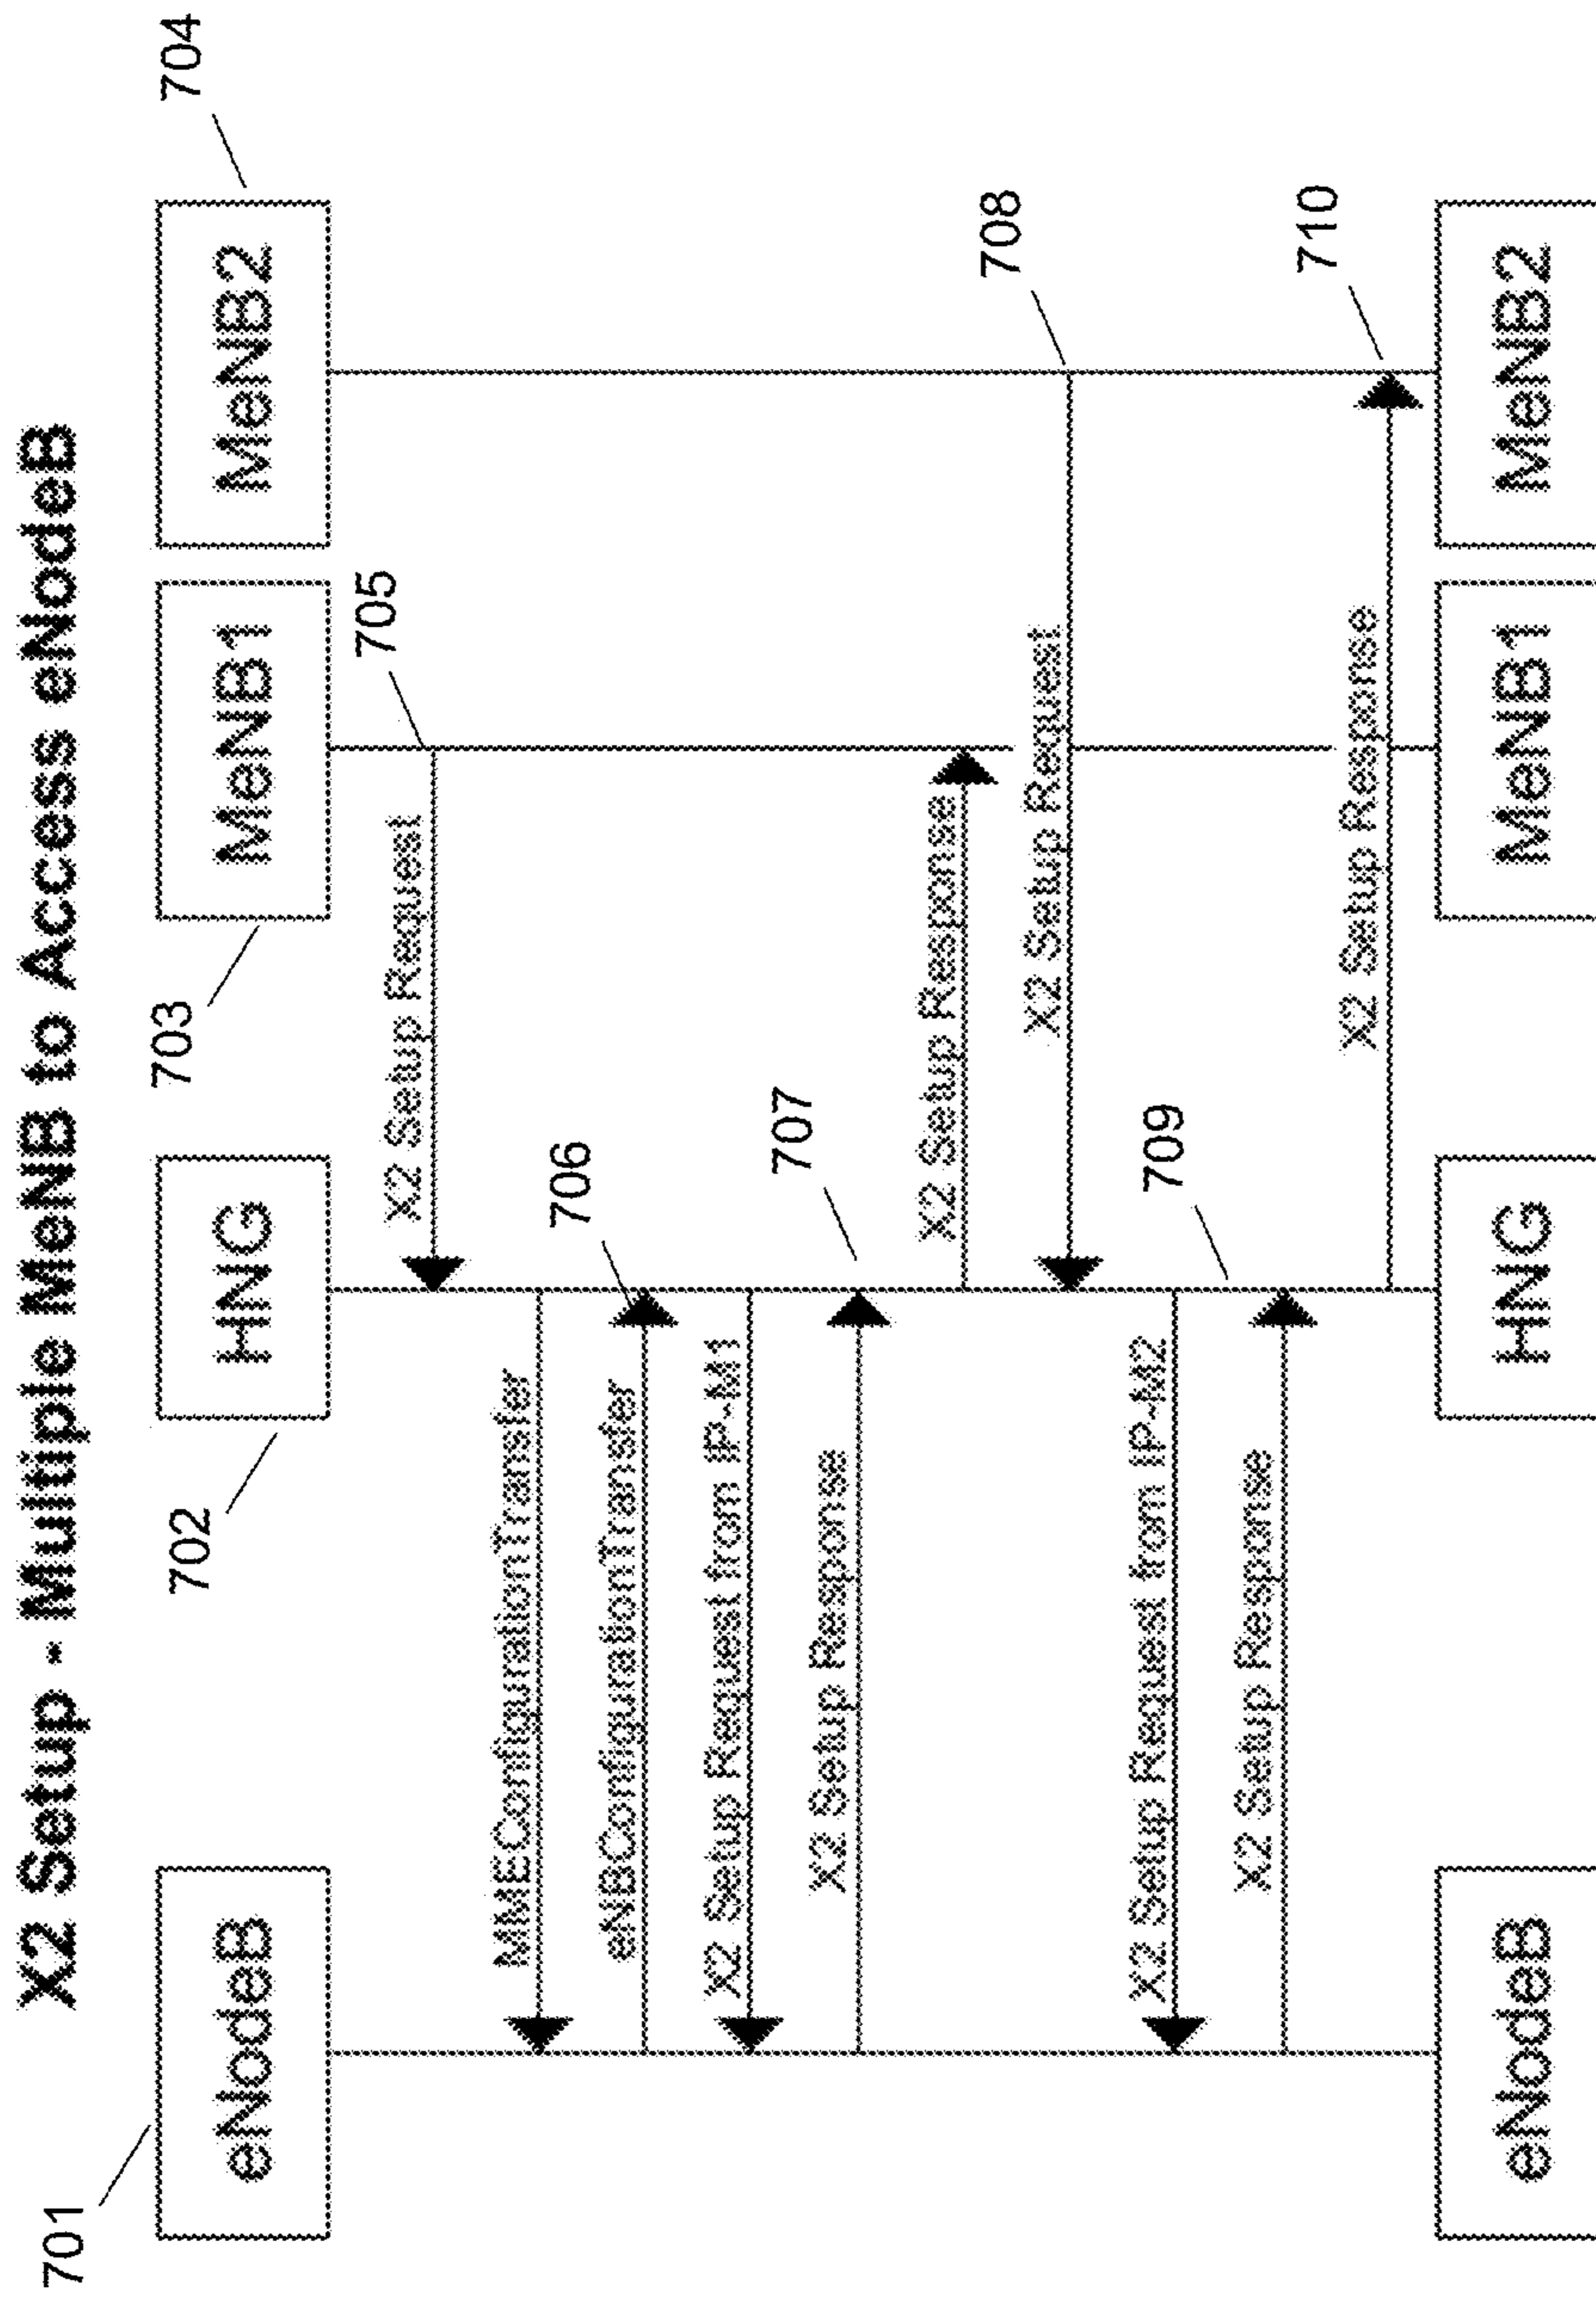 X2 Setup - Multiple MeNB to Access eNodeB
701
702
703
704
eNodeB
HNG
MeNB1
MeNB2
705
X2 Setup Request
MMEConfigurationTransfer
706
eNBConfigurationTransfer
X2 Setup Request from IP-M1
707
X2 Setup Response
X2 Setup Response
708
X2 Setup Request
709
X2 Setup Request from IP-M2
X2 Setup Response
710
X2 Setup Response
eNodeB
HNG
MeNB1
MeNB2